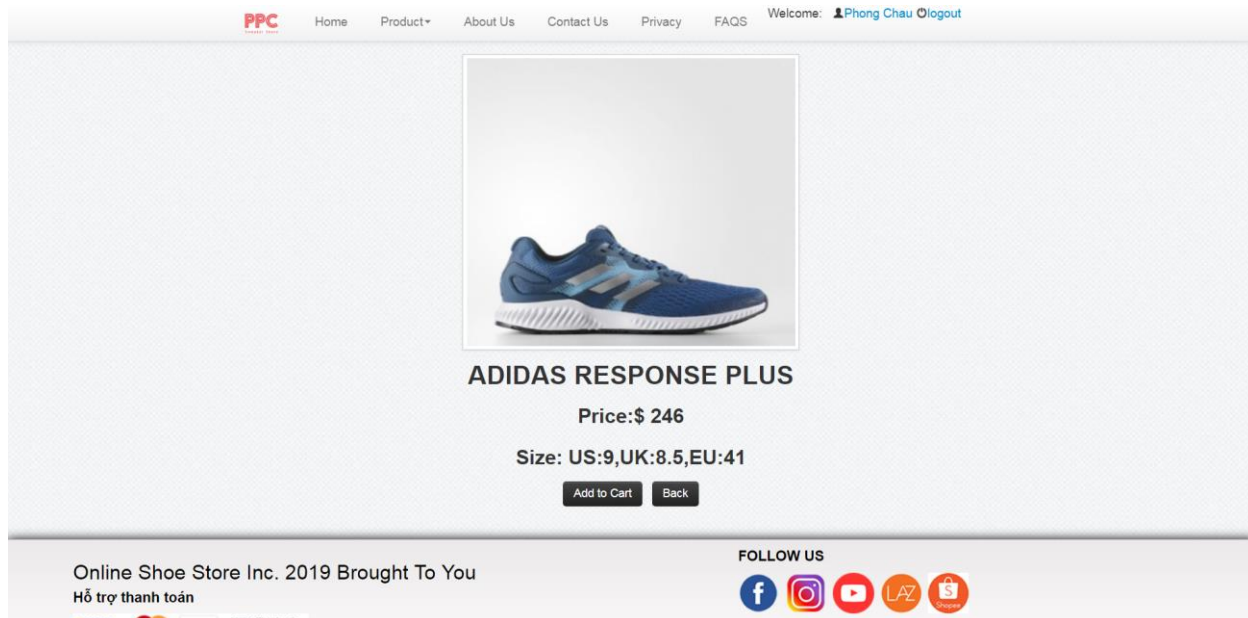 PPC
Home Product About Us Contact Us Privacy FAQS Welcome: Phong Chau logout
ADIDAS RESPONSE PLUS
Price:$ 246
Size: US:9,UK:8.5,EU:41
Add to Cart Back
Online Shoe Store Inc. 2019 Brought To You
Hỗ trợ thanh toán
FOLLOW US
LAZ
Shopee